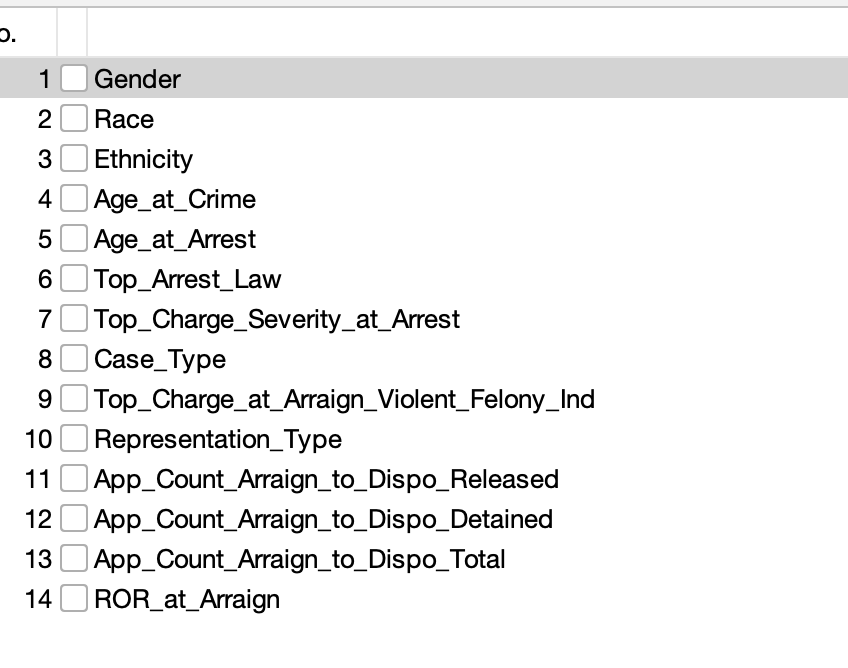 o.
1 Gender
2 Race
3 Ethnicity
4 Age_at_Crime
5 Age_at_Arrest
6 Top_Arrest_Law
7 Top_Charge_Severity_at_Arrest
8 Case_Type
9 Top_Charge_at_Arraign_Violent_Felony_Ind
10 Representation_Type
11 App_Count_Arraign_to_Dispo_Released
12 App_Count_Arraign_to_Dispo_Detained
13 App_Count_Arraign_to_Dispo_Total
14 ROR_at_Arraign